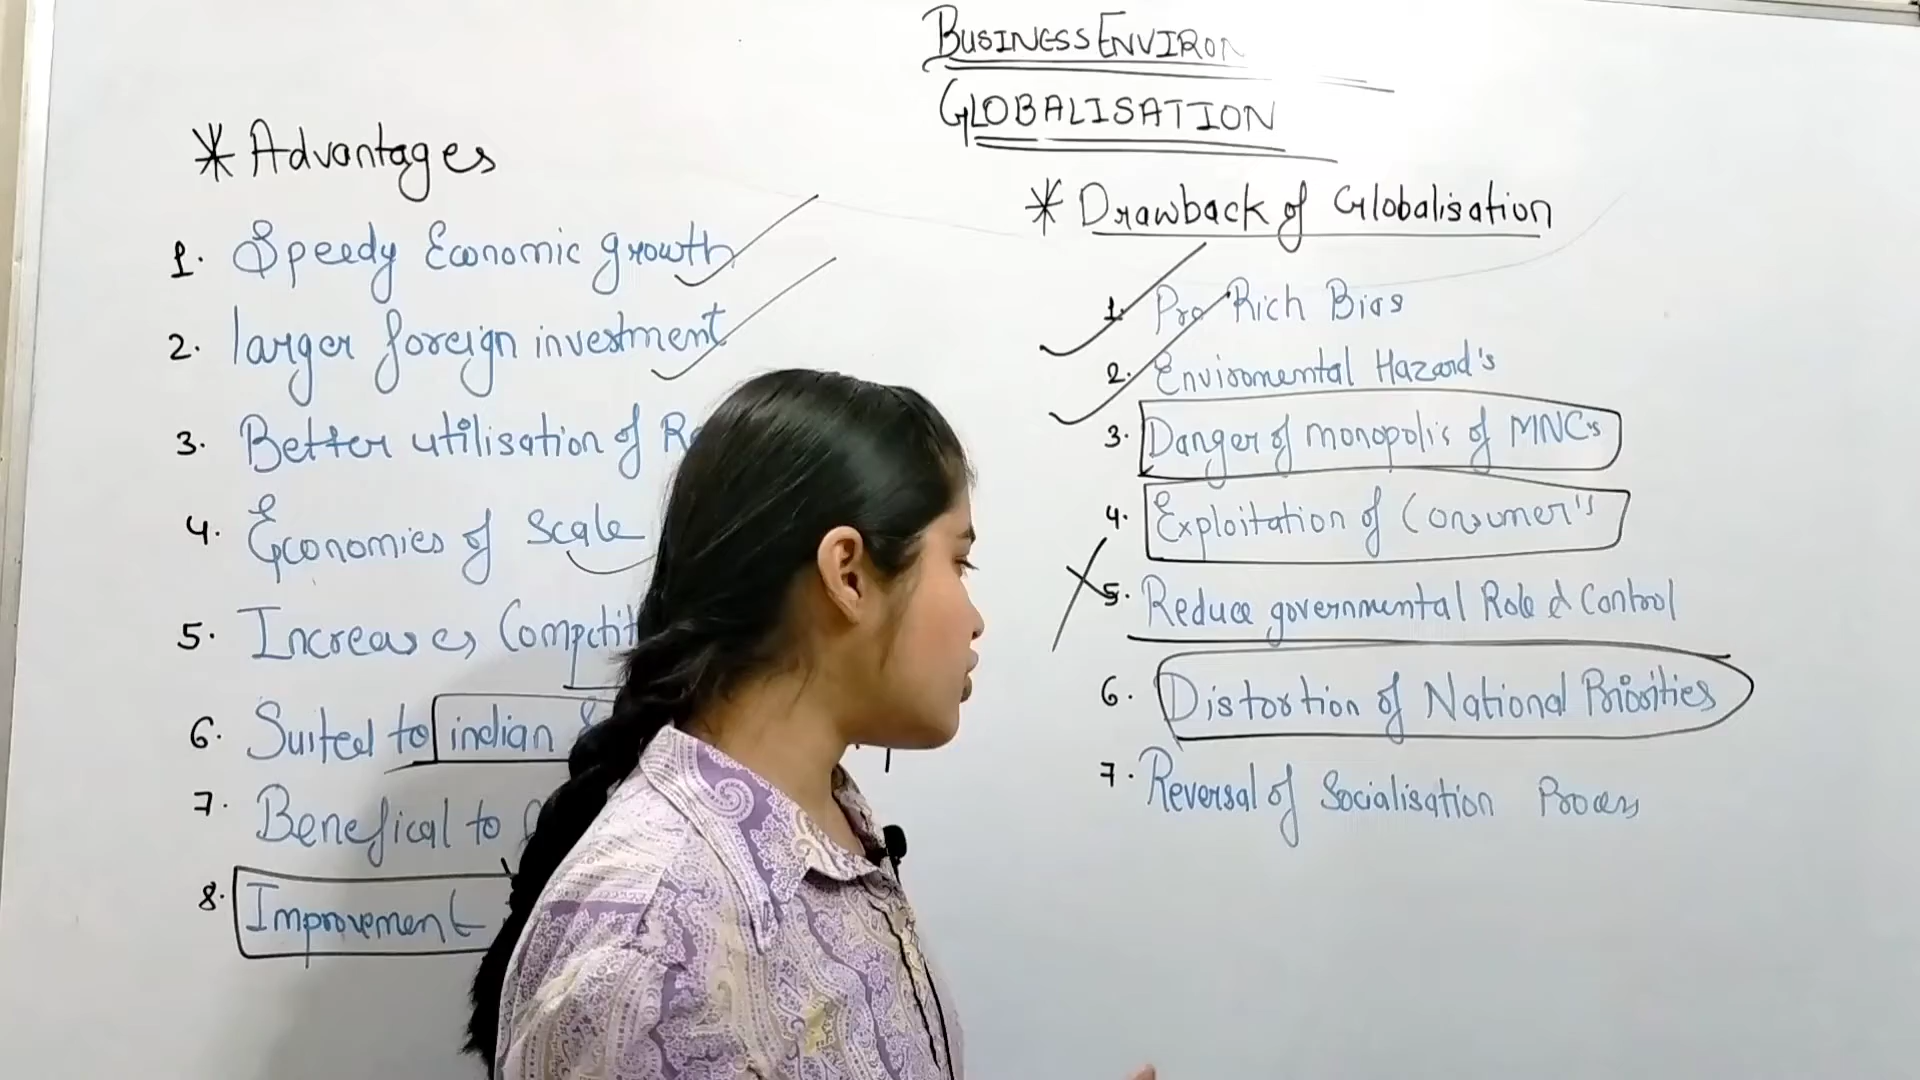 BUSINESS ENVIRON
GLOBALISATION
* Advantages
1. Speedy Economic growth
2. larger foreign investment
3. Better utilisation of
4. Economies of Scale
5. Increases
6. Suited to indian
7. Benefical to
8. Improvement
* Drawback of Globalisation
1. Pro Rich Bias
2. Enviromental Hazard's
3. Danger of monopolis of MNC's
4. Exploitation of Consumer's
5. Reduce governmental Role & Control
6. Distortion of National Priorities
7. Reversal of Socialisation Process